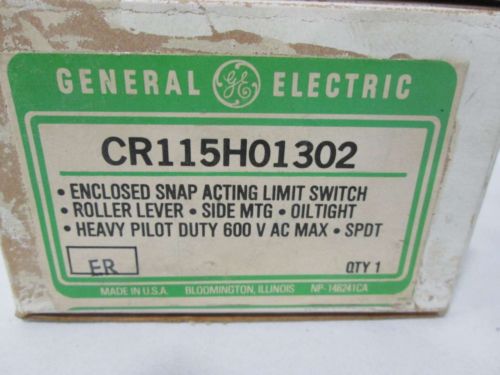 GENERAL GE ELECTRIC
CR115H01302
• ENCLOSED SNAP ACTING LIMIT SWITCH
• ROLLER LEVER • SIDE MTG • OILTIGHT
• HEAVY PILOT DUTY 600 V AC MAX • SPDT
ER
QTY 1
MADE IN U.S.A. BLOOMINGTON, ILLINOIS NP-146241CA